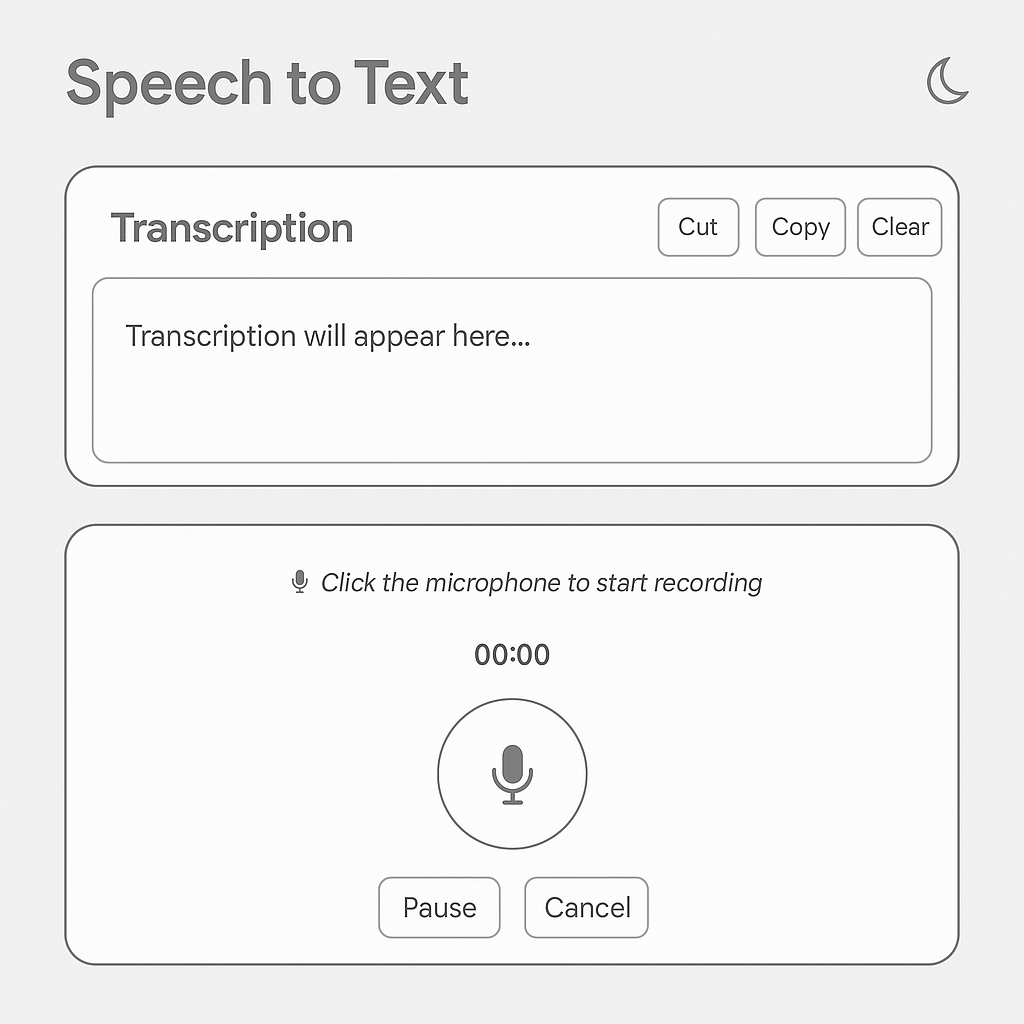 Speech to Text
Transcription Cut Copy Clear
Transcription will appear here...
Click the microphone to start recording
00:00
Pause Cancel